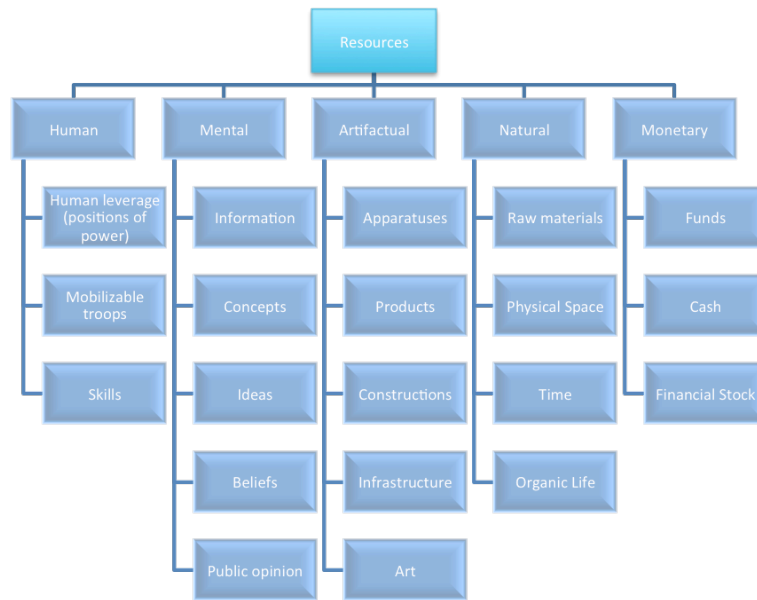 Resources
Human
Mental
Artifactual
Natural
Monetary
Human leverage
(positions of
power)
Information
Apparatuses
Raw materials
Funds
Mobilizable
troops
Concepts
Products
Physical Space
Cash
Skills
Ideas
Constructions
Time
Financial Stock
Beliefs
Infrastructure
Organic Life
Public opinion
Art